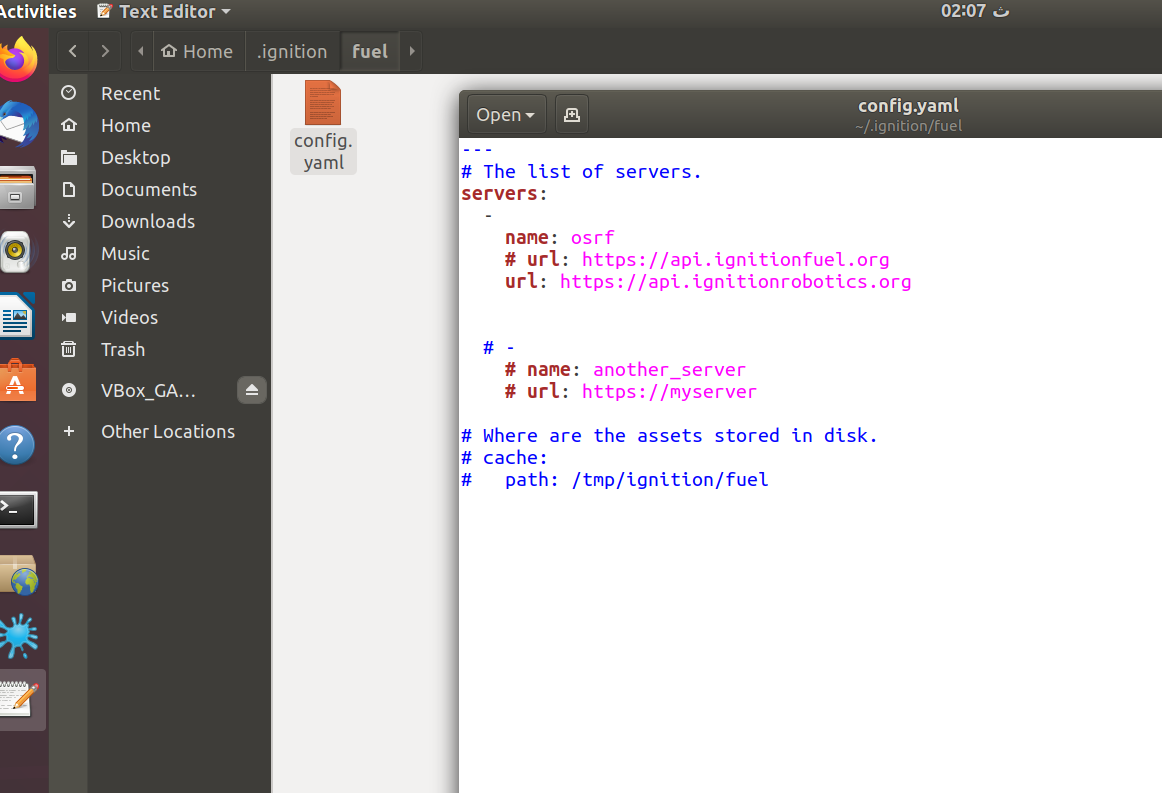 Activities
Text Editor
02:07 ث
Home
.ignition
fuel
Recent
Home
Desktop
Documents
Downloads
Music
Pictures
Videos
Trash
VBox_GA...
Other Locations
config.
yaml
Open
config.yaml
~/.ignition/fuel
---
# The list of servers.
servers:
  -
    name: osrf
    # url: https://api.ignitionfuel.org
    url: https://api.ignitionrobotics.org
  # -
    # name: another_server
    # url: https://myserver
# Where are the assets stored in disk.
# cache:
#   path: /tmp/ignition/fuel